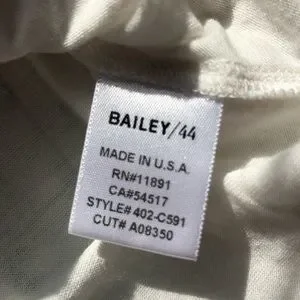 BAILEY/44
MADE IN U.S.A.
RN#11891
CA#54517
STYLE# 402-C591
CUT# A08350